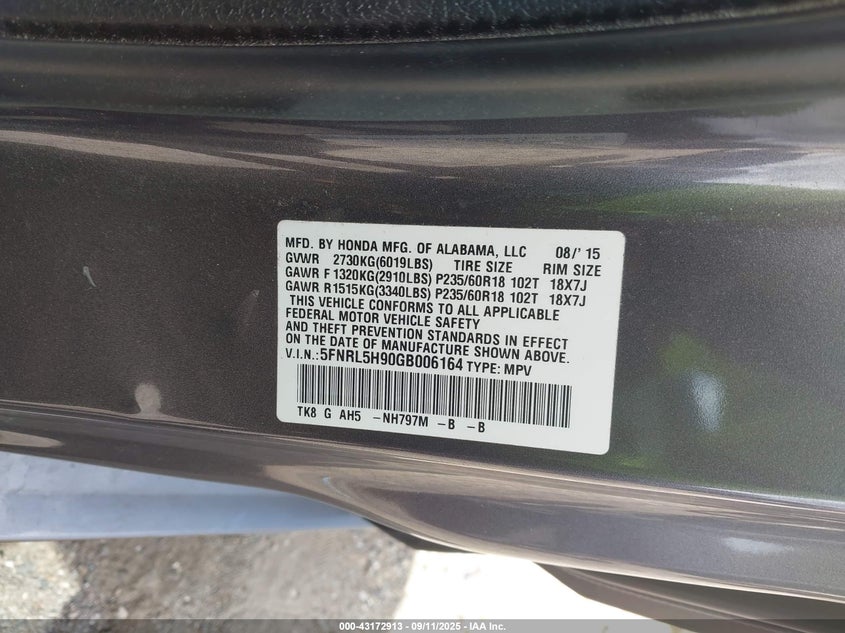 MFD. BY HONDA MFG. OF ALABAMA, LLC 08/'15
GVWR 2730KG(6019LBS) TIRE SIZE RIM SIZE
GAWR F 1320KG(2910LBS) P235/60R18 102T 18X7J
GAWR R 1515KG(3340LBS) P235/60R18 102T 18X7J
THIS VEHICLE CONFORMS TO ALL APPLICABLE
FEDERAL MOTOR VEHICLE SAFETY
AND THEFT PREVENTION STANDARDS IN EFFECT
ON THE DATE OF MANUFACTURE SHOWN ABOVE.
V.I.N.:5FNRL5H90GB006164 TYPE: MPV
TK8 G AH5 -NH797M -B -B
000-43172913 - 09/11/2025 - IAA Inc.